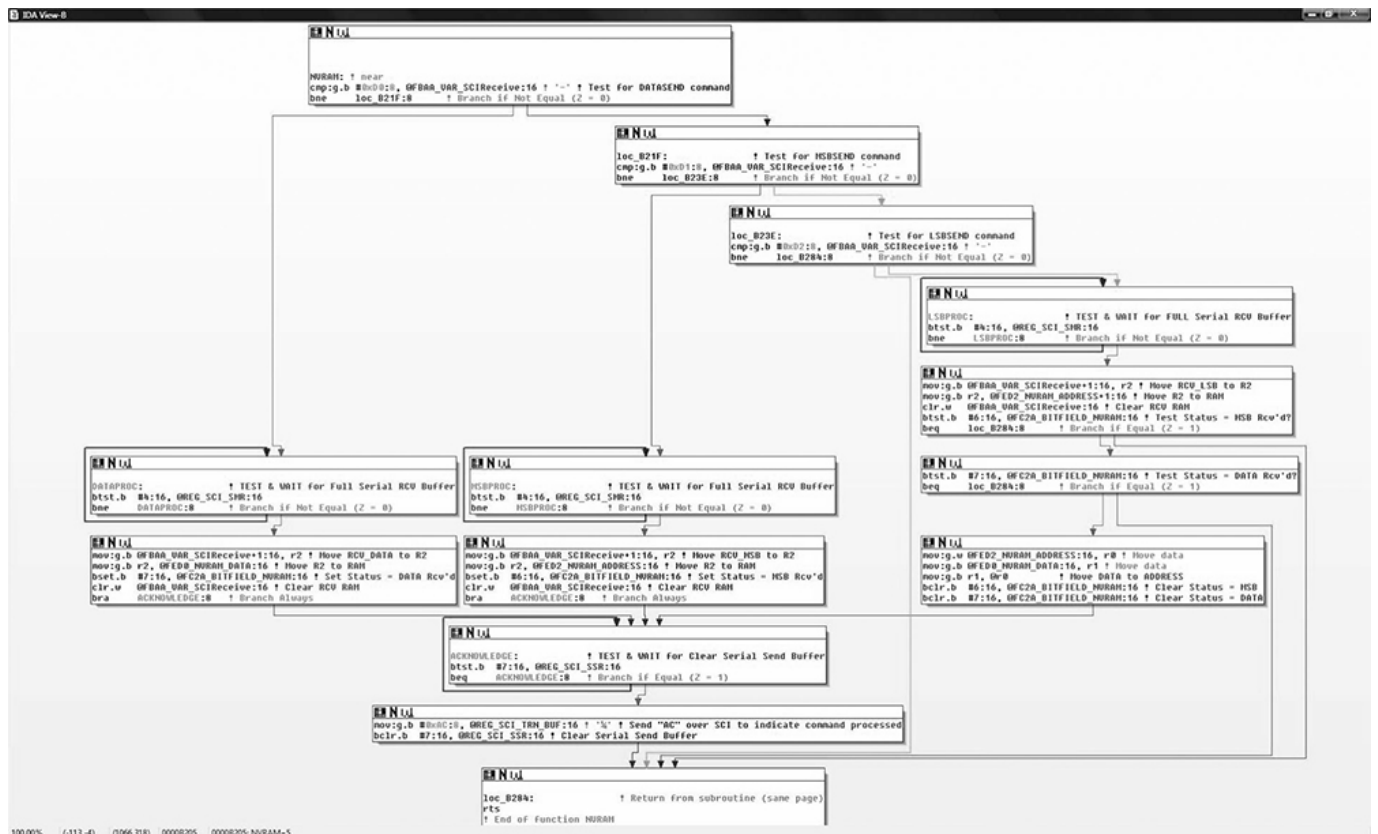 IDA View-B
NVRAM: ! near
cmp:g.b #0xD0:8, @FBAA_VAR_SCIReceive:16 ! '-' ! Test for DATASEND command
bne loc_B21F:8 ! Branch if Not Equal (Z = 0)
loc_B21F: ! Test for MSBSEND command
cmp:g.b #0xD1:8, @FBAA_VAR_SCIReceive:16 ! '-'
bne loc_B23E:8 ! Branch if Not Equal (Z = 0)
loc_B23E: ! Test for LSBSEND command
cmp:g.b #0xD2:8, @FBAA_VAR_SCIReceive:16 ! '-'
bne loc_B284:8 ! Branch if Not Equal (Z = 0)
LSBPROC: ! TEST & WAIT for FULL Serial RCV Buffer
btst.b #4:16, @REG_SCI_SMR:16
bne LSBPROC:8 ! Branch if Not Equal (Z = 0)
mov:g.b @FBAA_VAR_SCIReceive+1:16, r2 ! Move RCV_LSB to R2
mov:g.b r2, @FED2_NVRAM_ADDRESS+1:16 ! Move R2 to RAM
clr.w @FBAA_VAR_SCIReceive:16 ! Clear RCV RAM
btst.b #6:16, @FC2A_BITFIELD_NVRAM:16 ! Test Status = MSB Rcv'd?
beq loc_B284:8 ! Branch if Equal (Z = 1)
btst.b #7:16, @FC2A_BITFIELD_NVRAM:16 ! Test Status = DATA Rcv'd?
beq loc_B284:8 ! Branch if Equal (Z = 1)
DATAPROC: ! TEST & WAIT for Full Serial RCV Buffer
btst.b #4:16, @REG_SCI_SMR:16
bne DATAPROC:8 ! Branch if Not Equal (Z = 0)
MSBPROC: ! TEST & WAIT for Full Serial RCV Buffer
btst.b #4:16, @REG_SCI_SMR:16
bne MSBPROC:8 ! Branch if Not Equal (Z = 0)
mov:g.b @FBAA_VAR_SCIReceive+1:16, r2 ! Move RCV_DATA to R2
mov:g.b r2, @FED0_NVRAM_DATA:16 ! Move R2 to RAM
bset.b #7:16, @FC2A_BITFIELD_NVRAM:16 ! Set Status = DATA Rcv'd
clr.w @FBAA_VAR_SCIReceive:16 ! Clear RCV RAM
bra ACKNOWLEDGE:8 ! Branch Always
mov:g.b @FBAA_VAR_SCIReceive+1:16, r2 ! Move RCV_MSB to R2
mov:g.b r2, @FED2_NVRAM_ADDRESS:16 ! Move R2 to RAM
bset.b #6:16, @FC2A_BITFIELD_NVRAM:16 ! Set Status = MSB Rcv'd
clr.w @FBAA_VAR_SCIReceive:16 ! Clear RCV RAM
bra ACKNOWLEDGE:8 ! Branch Always
mov:g.w @FED2_NVRAM_ADDRESS:16, r0 ! Move data
mov:g.b @FED0_NVRAM_DATA:16, r1 ! Move data
mov:g.b r1, @r0 ! Move DATA to ADDRESS
bclr.b #6:16, @FC2A_BITFIELD_NVRAM:16 ! Clear Status = MSB
bclr.b #7:16, @FC2A_BITFIELD_NVRAM:16 ! Clear Status = DATA
ACKNOWLEDGE: ! TEST & WAIT for Clear Serial Send Buffer
btst.b #7:16, @REG_SCI_SSR:16
beq ACKNOWLEDGE:8 ! Branch if Equal (Z = 1)
mov:g.b #0xAC:8, @REG_SCI_TRN_BUF:16 ! '¼' ! Send "AC" over SCI to indicate command processed
bclr.b #7:16, @REG_SCI_SSR:16 ! Clear Serial Send Buffer
loc_B284: ! Return from subroutine (same page)
rts
! End of function NVRAM
100.00% (-113,-4) (1066,318) 0000B205 0000B205: NVRAM+5